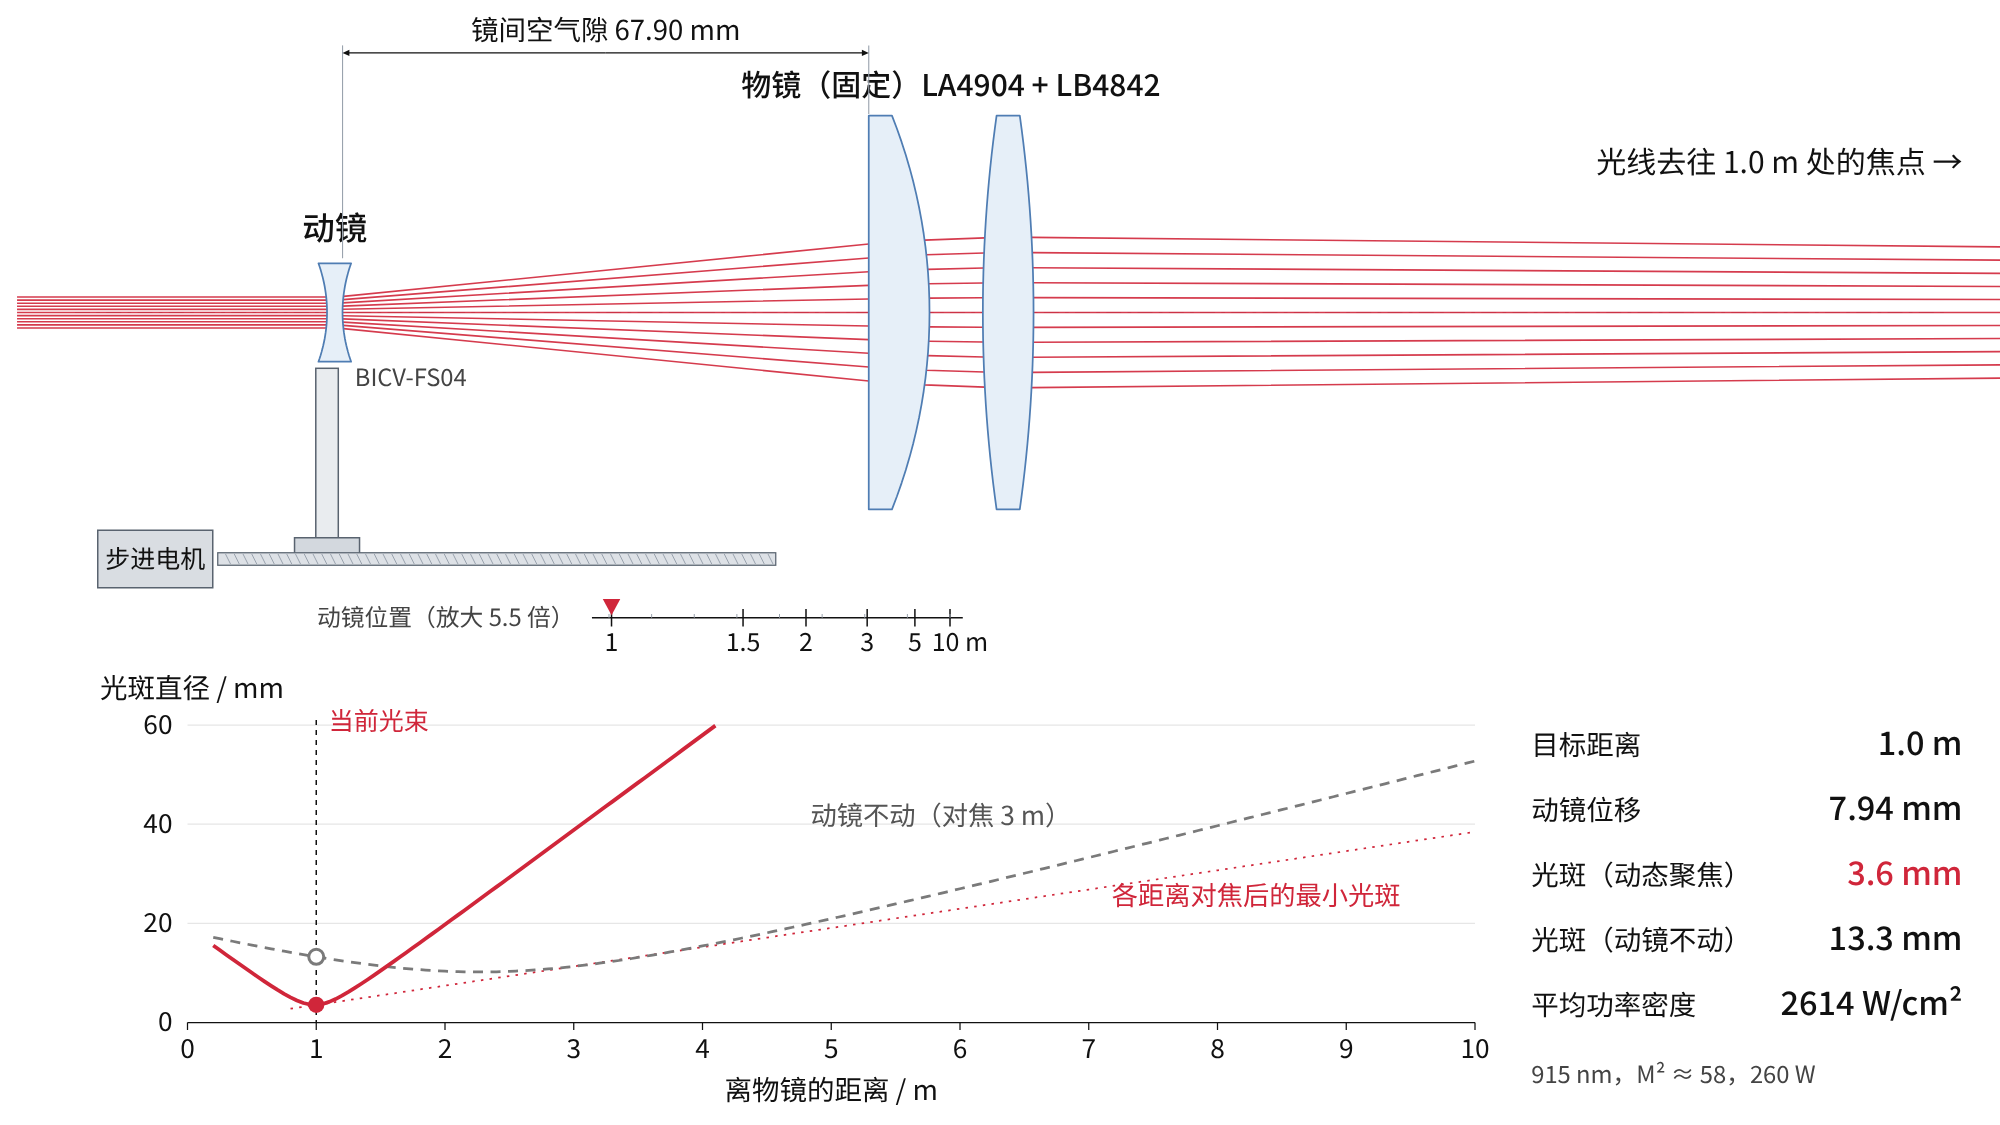 镜间空气隙 67.90 mm
物镜（固定）LA4904 + LB4842
光线去往 1.0 m 处的焦点 →
动镜
BICV-FS04
步进电机
动镜位置（放大 5.5 倍）
1 1.5 2 3 5 10 m
光斑直径 / mm
当前光束
60
40
20
0
动镜不动（对焦 3 m）
各距离对焦后的最小光斑
0 1 2 3 4 5 6 7 8 9 10
离物镜的距离 / m
目标距离 1.0 m
动镜位移 7.94 mm
光斑（动态聚焦） 3.6 mm
光斑（动镜不动） 13.3 mm
平均功率密度 2614 W/cm²
915 nm，M² ≈ 58，260 W